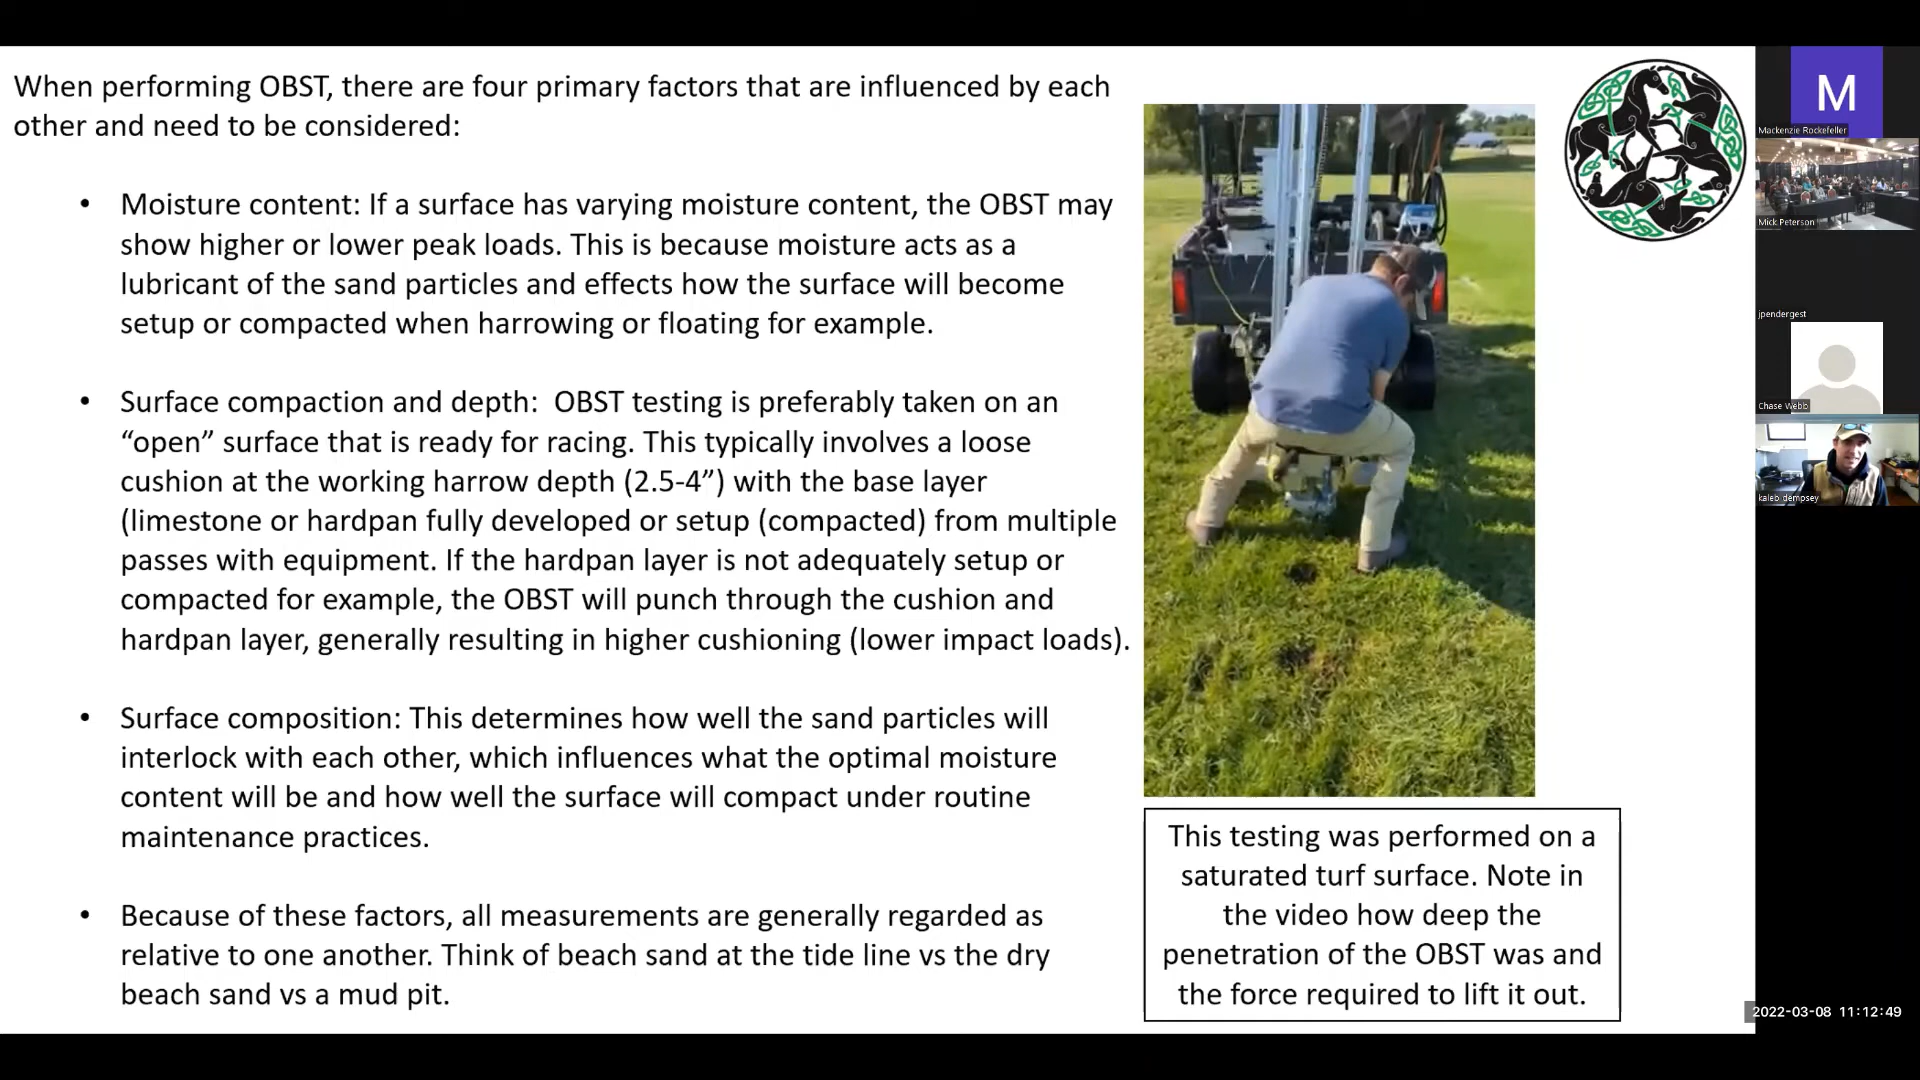 When performing OBST, there are four primary factors that are influenced by each
other and need to be considered:
• Moisture content: If a surface has varying moisture content, the OBST may
show higher or lower peak loads. This is because moisture acts as a
lubricant of the sand particles and effects how the surface will become
setup or compacted when harrowing or floating for example.
• Surface compaction and depth:  OBST testing is preferably taken on an
“open” surface that is ready for racing. This typically involves a loose
cushion at the working harrow depth (2.5-4”) with the base layer
(limestone or hardpan fully developed or setup (compacted) from multiple
passes with equipment. If the hardpan layer is not adequately setup or
compacted for example, the OBST will punch through the cushion and
hardpan layer, generally resulting in higher cushioning (lower impact loads).
• Surface composition: This determines how well the sand particles will
interlock with each other, which influences what the optimal moisture
content will be and how well the surface will compact under routine
maintenance practices.
• Because of these factors, all measurements are generally regarded as
relative to one another. Think of beach sand at the tide line vs the dry
beach sand vs a mud pit.
This testing was performed on a
saturated turf surface. Note in
the video how deep the
penetration of the OBST was and
the force required to lift it out.
M
Mackenzie Rockefeller
Mick Peterson
jpendergest
Chase Webb
kaleb dempsey
2022-03-08 11:12:49